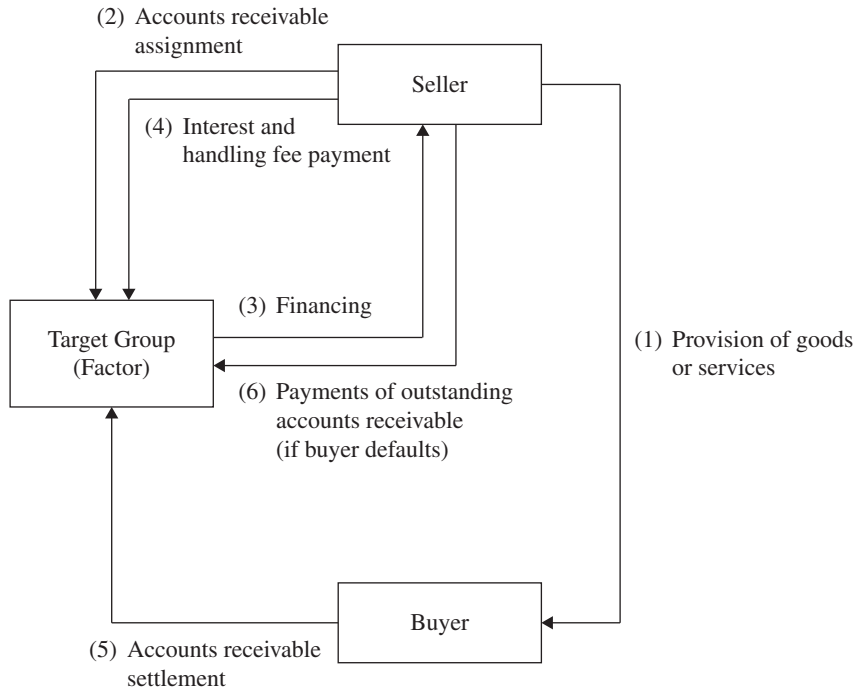 (2) Accounts receivable
assignment
Seller
(4) Interest and
handling fee payment
(3) Financing
Target Group
(Factor)
(1) Provision of goods
or services
(6) Payments of outstanding
accounts receivable
(if buyer defaults)
Buyer
(5) Accounts receivable
settlement